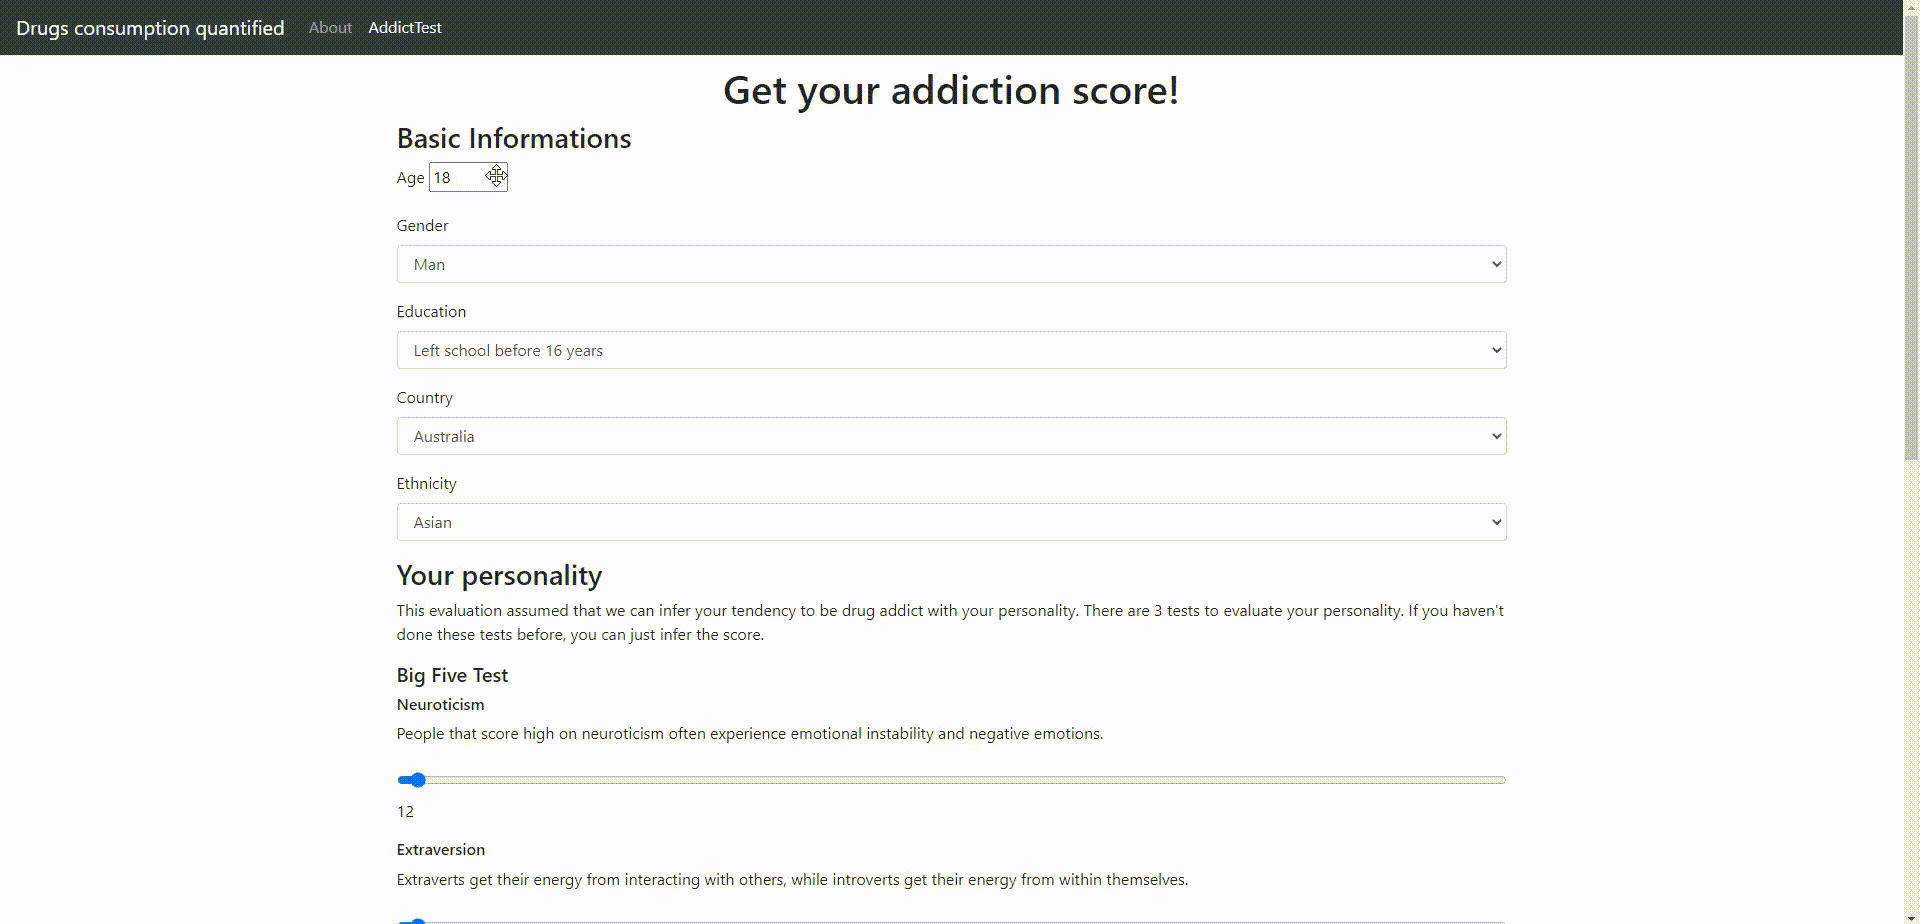 Drugs consumption quantified About AddictTest
Get your addiction score!
Basic Informations
Age 18
Gender
Man
Education
Left school before 16 years
Country
Australia
Ethnicity
Asian
Your personality
This evaluation assumed that we can infer your tendency to be drug addict with your personality. There are 3 tests to evaluate your personality. If you haven't
done these tests before, you can just infer the score.
Big Five Test
Neuroticism
People that score high on neuroticism often experience emotional instability and negative emotions.
12
Extraversion
Extraverts get their energy from interacting with others, while introverts get their energy from within themselves.